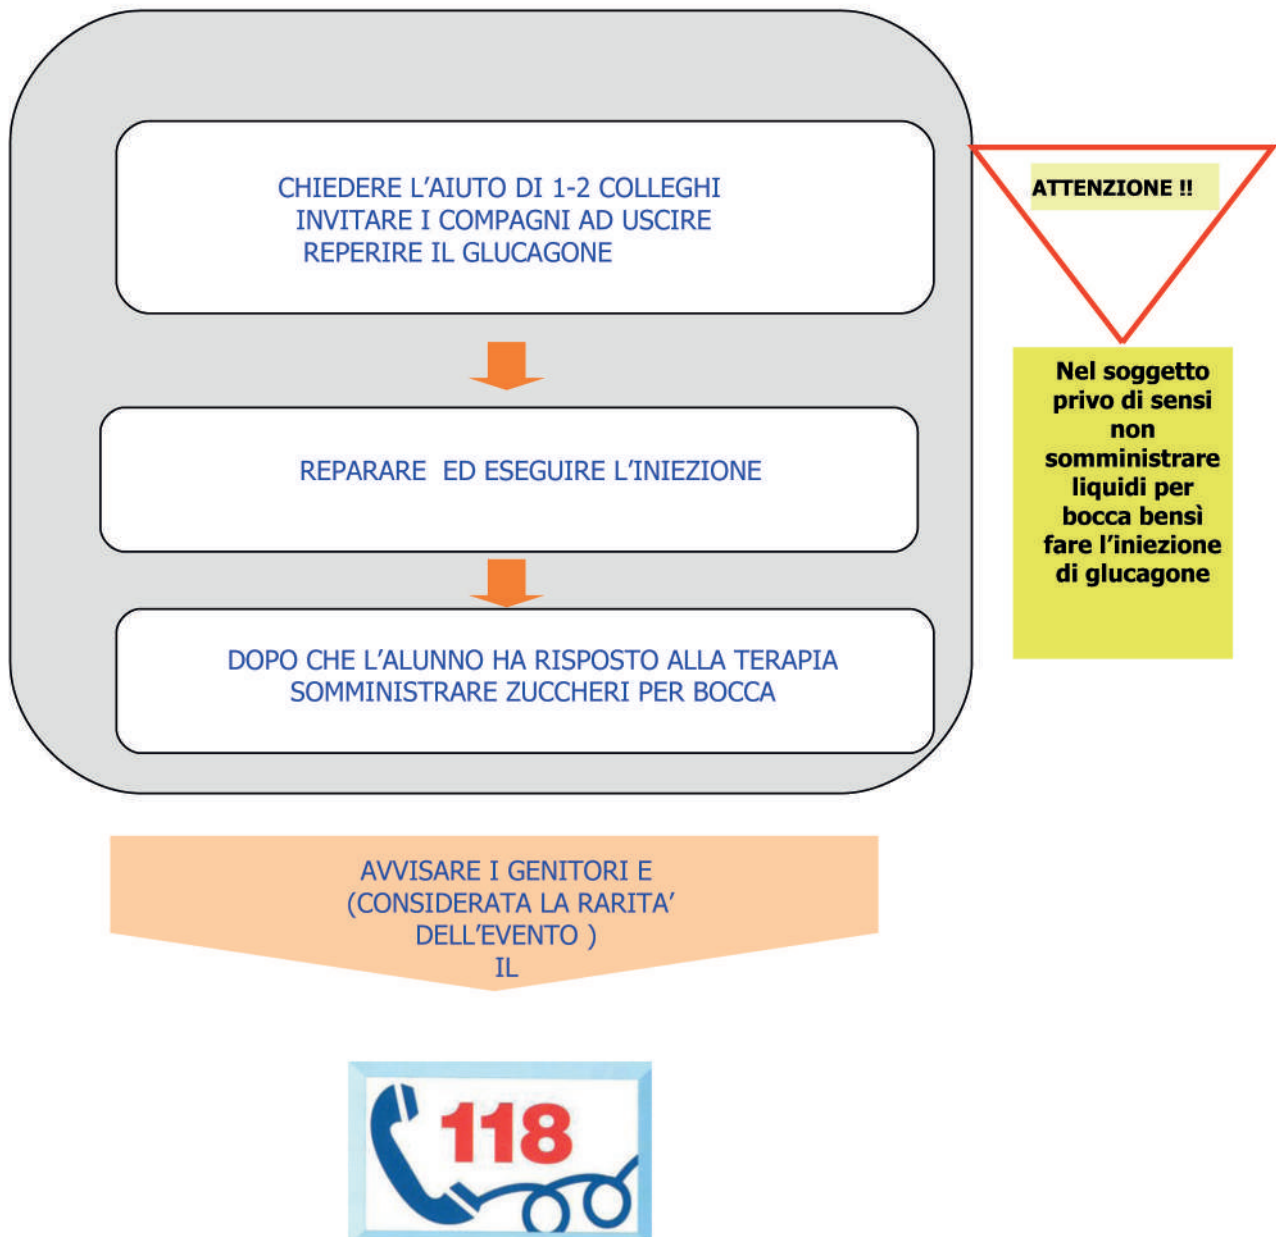 CHIEDERE L'AIUTO DI 1-2 COLLEGHI
INVITARE I COMPAGNI AD USCIRE
REPERIRE IL GLUCAGONE
ATTENZIONE !!
REPARARE ED ESEGUIRE L'INIEZIONE
Nel soggetto
privo di sensi
non
somministrare
liquidi per
bocca bensì
fare l'iniezione
di glucagone
DOPO CHE L'ALUNNO HA RISPOSTO ALLA TERAPIA
SOMMINISTRARE ZUCCHERI PER BOCCA
AVVISARE I GENITORI E
(CONSIDERATA LA RARITA'
DELL'EVENTO )
IL
118